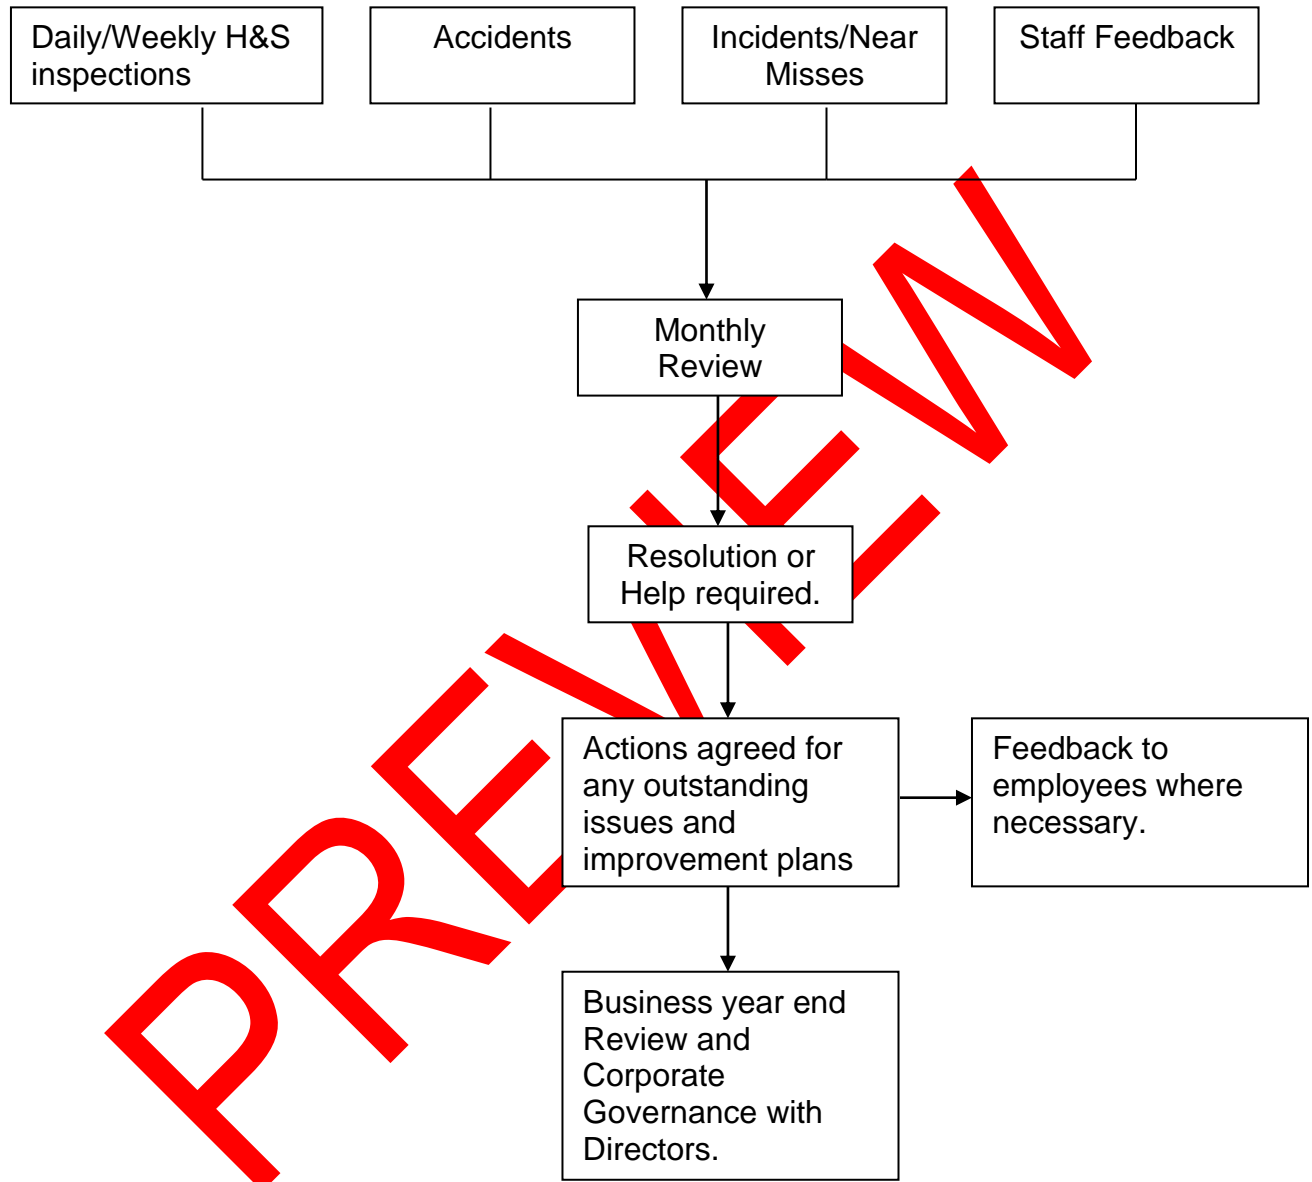 Daily/Weekly H&S
inspections
Accidents
Incidents/Near
Misses
Staff Feedback
Monthly
Review
Resolution or
Help required.
Actions agreed for
any outstanding
issues and
improvement plans
Feedback to
employees where
necessary.
Business year end
Review and
Corporate
Governance with
Directors.
PREVIEW